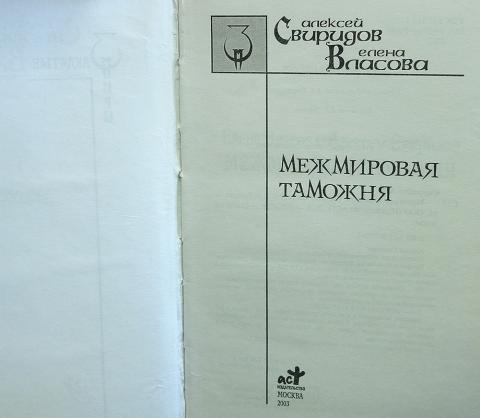 АЛЕКСЕЙ
СВИРИДОВ
ЕЛЕНА
ВЛАСОВА
МЕЖМИРОВАЯ
ТАМОЖНЯ
аст
ИЗДАТЕЛЬСТВО
МОСКВА
2003